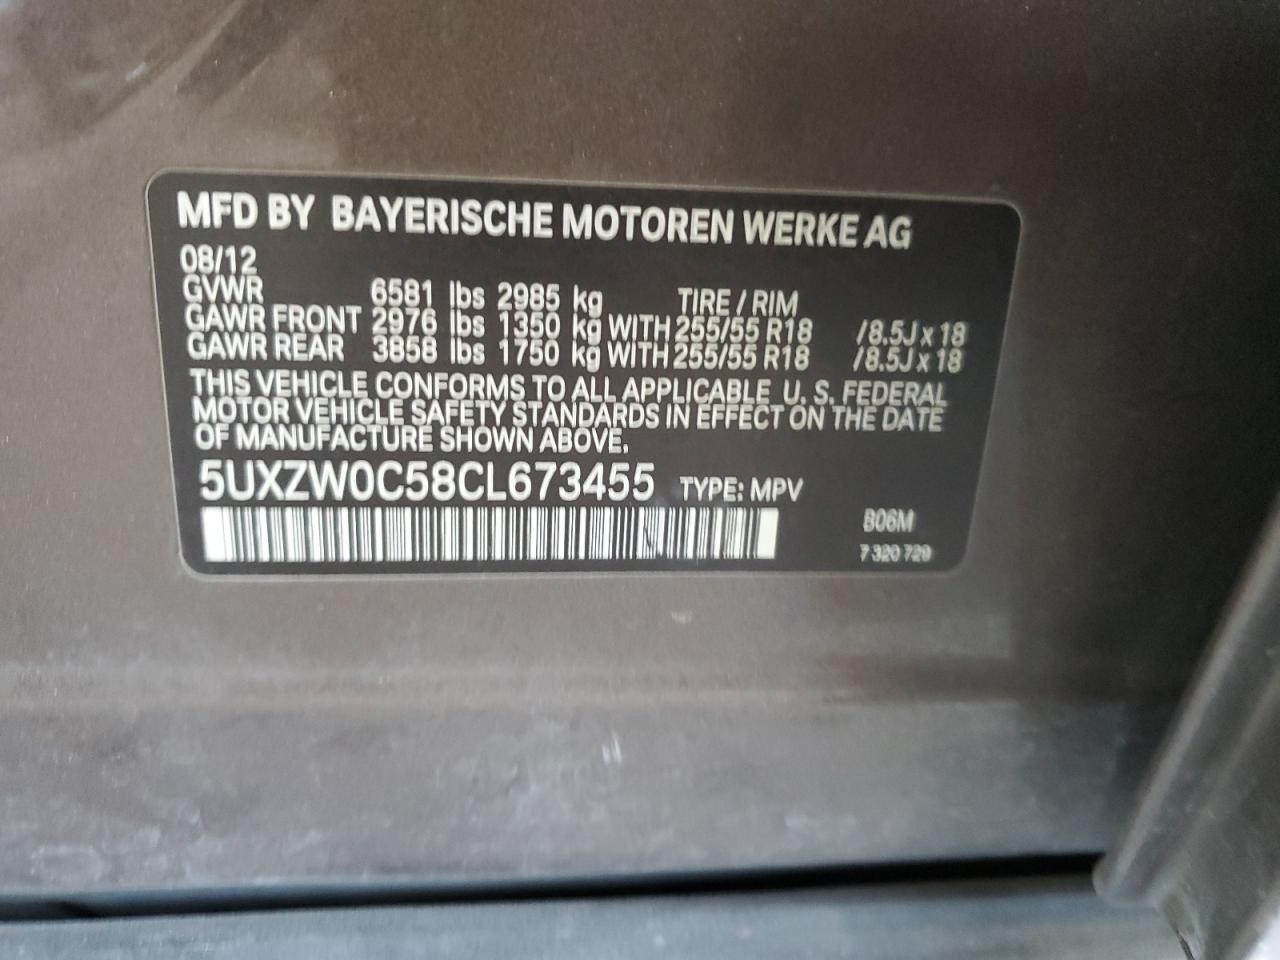 MFD BY BAYERISCHE MOTOREN WERKE AG
08/12
GVWR 6581 lbs 2985 kg TIRE / RIM
GAWR FRONT 2976 lbs 1350 kg WITH 255/55 R18 /8.5J x 18
GAWR REAR 3858 lbs 1750 kg WITH 255/55 R18 /8.5J x 18
THIS VEHICLE CONFORMS TO ALL APPLICABLE U. S. FEDERAL
MOTOR VEHICLE SAFETY STANDARDS IN EFFECT ON THE DATE
OF MANUFACTURE SHOWN ABOVE.
5UXZW0C58CL673455 TYPE: MPV
B06M
7 320 729